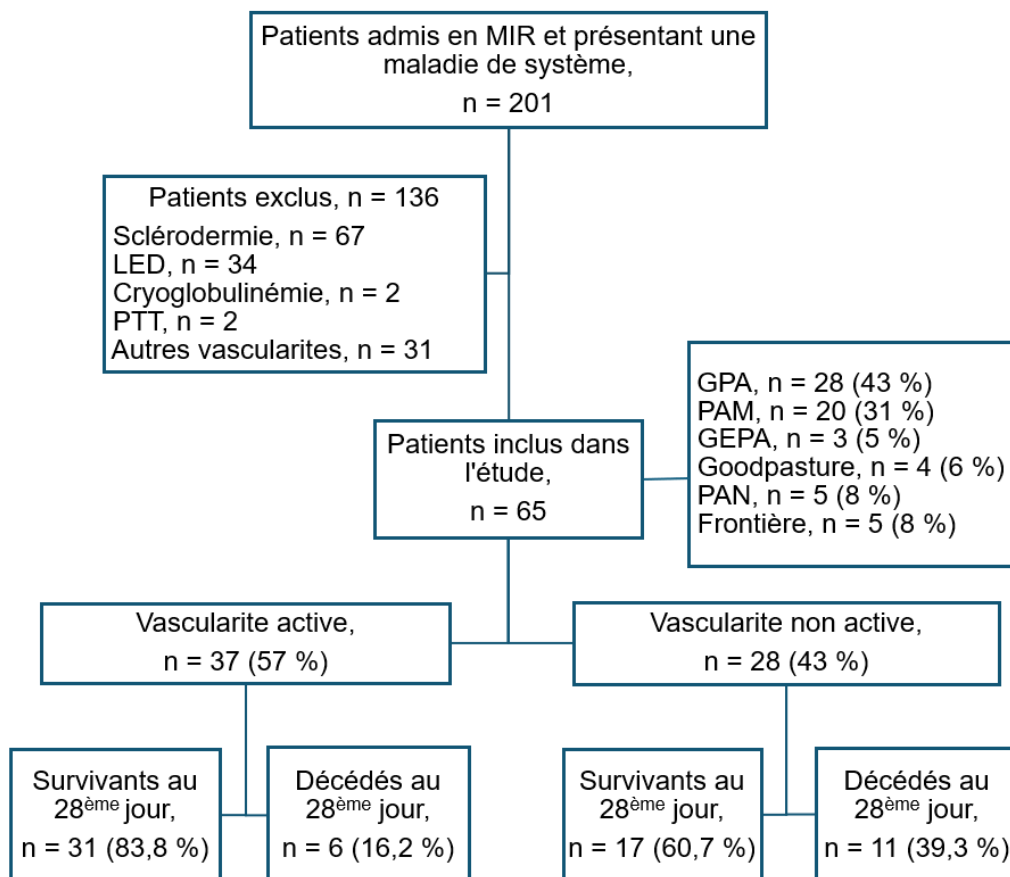 Patients admis en MIR et présentant une
maladie de système,
n = 201
Patients exclus, n = 136
Sclérodermie, n = 67
LED, n = 34
Cryoglobulinémie, n = 2
PTT, n = 2
Autres vascularites, n = 31
GPA, n = 28 (43 %)
PAM, n = 20 (31 %)
GEPA, n = 3 (5 %)
Goodpasture, n = 4 (6 %)
PAN, n = 5 (8 %)
Frontière, n = 5 (8 %)
Patients inclus dans
l'étude,
n = 65
Vascularite active,
n = 37 (57 %)
Vascularite non active,
n = 28 (43 %)
Survivants au
28ème jour,
n = 31 (83,8 %)
Décédés au
28ème jour,
n = 6 (16,2 %)
Survivants au
28ème jour,
n = 17 (60,7 %)
Décédés au
28ème jour,
n = 11 (39,3 %)